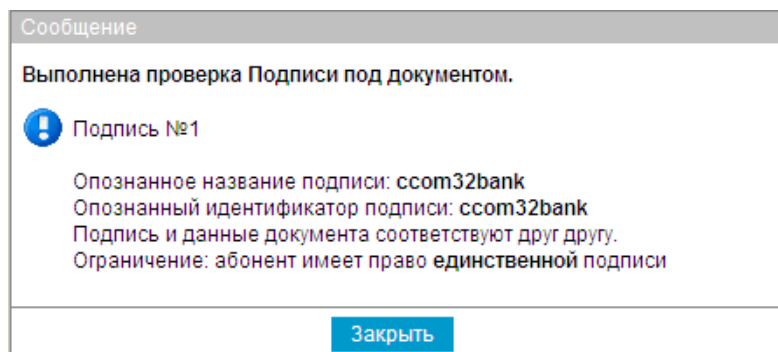 Сообщение
Выполнена проверка Подписи под документом.
Подпись №1
Опознанное название подписи: ccom32bank
Опознанный идентификатор подписи: ccom32bank
Подпись и данные документа соответствуют друг другу.
Ограничение: абонент имеет право единственной подписи
Закрыть